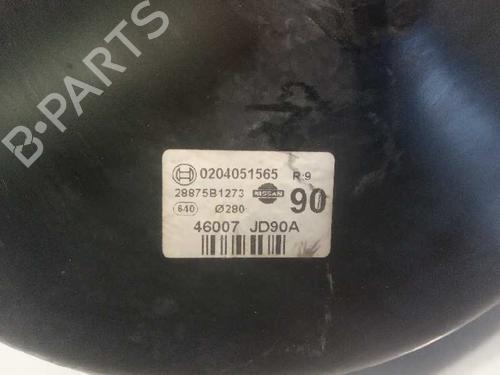 B-PARTS
0204051565 R:9
28875B1273 NISSAN 90
640 Ø280
46007 JD90A